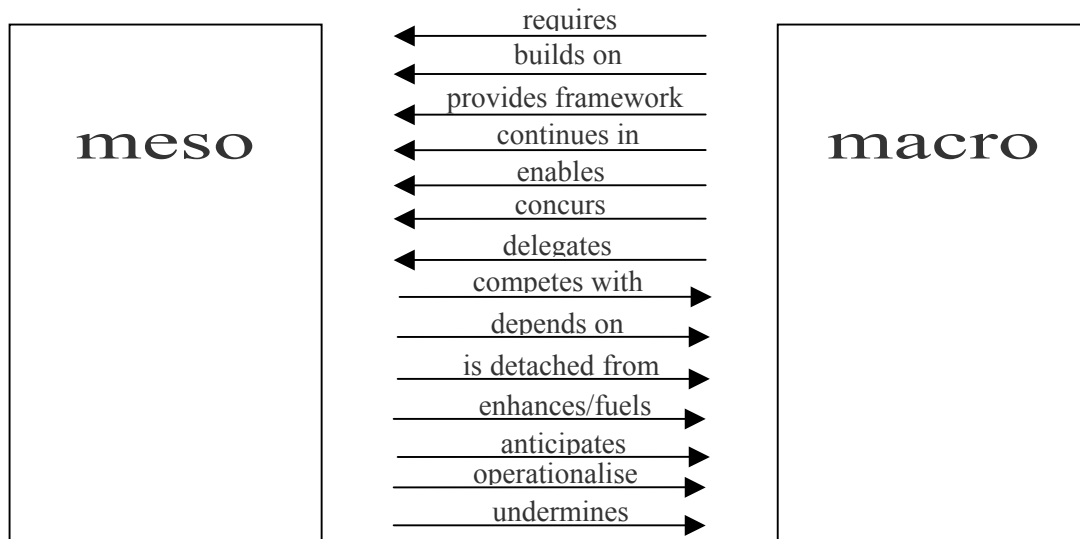 requires
builds on
provides framework
meso
macro
continues in
enables
concurs
delegates
competes with
depends on
is detached from
enhances/fuels
anticipates
operationalise
undermines